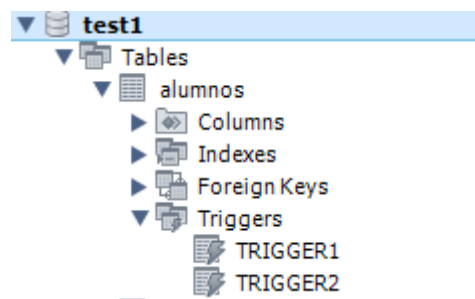 test1
Tables
alumnos
Columns
Indexes
Foreign Keys
Triggers
TRIGGER1
TRIGGER2